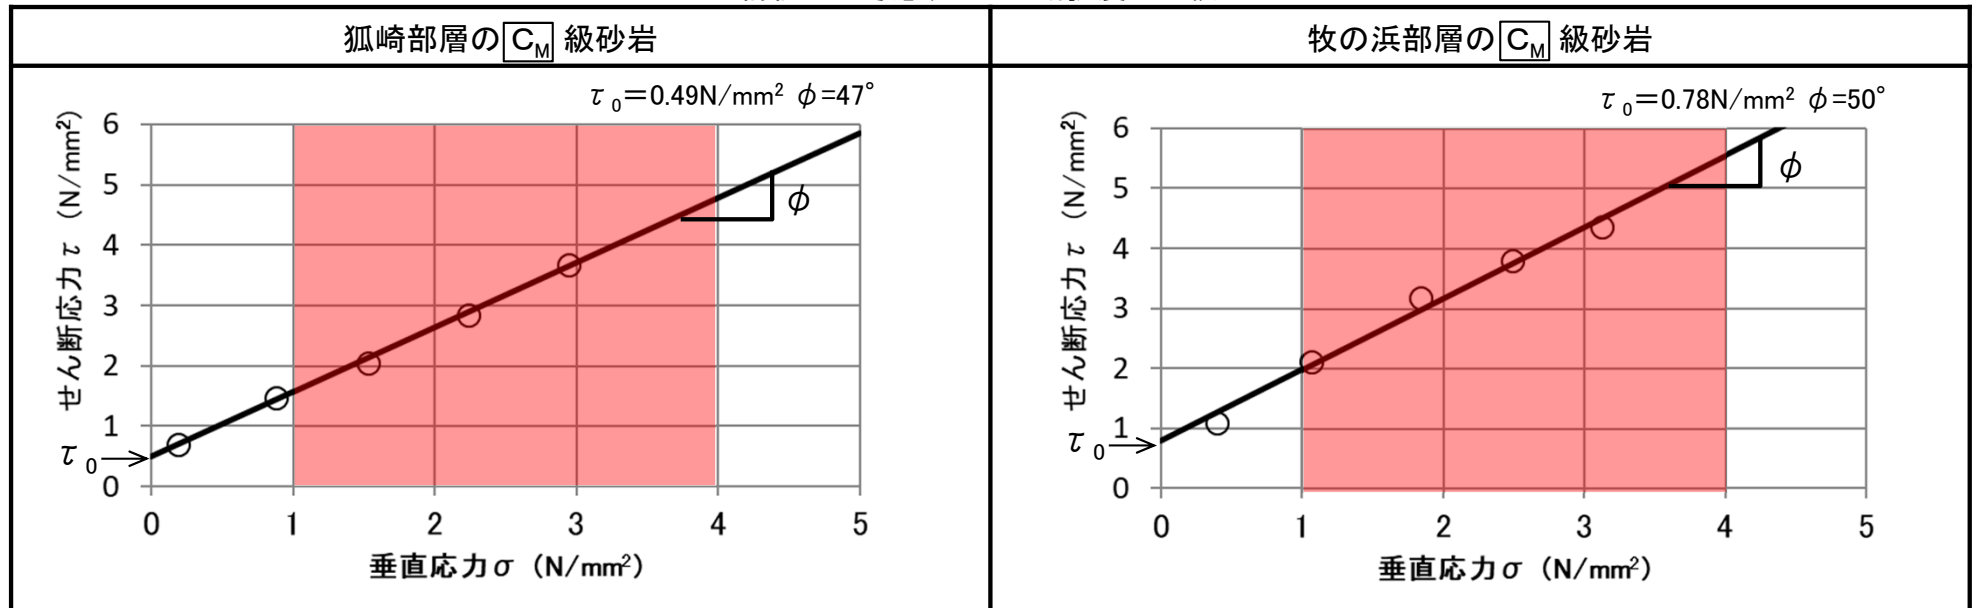 狐崎部層の C_M 級砂岩
τ0=0.49N/mm² φ=47°
せん断応力τ (N/mm²)
6
5
4
3
2
1
0
τ0
φ
0 1 2 3 4 5
垂直応力σ (N/mm²)
牧の浜部層の C_M 級砂岩
τ0=0.78N/mm² φ=50°
せん断応力τ (N/mm²)
6
5
4
3
2
1
0
τ0
φ
0 1 2 3 4 5
垂直応力σ (N/mm²)